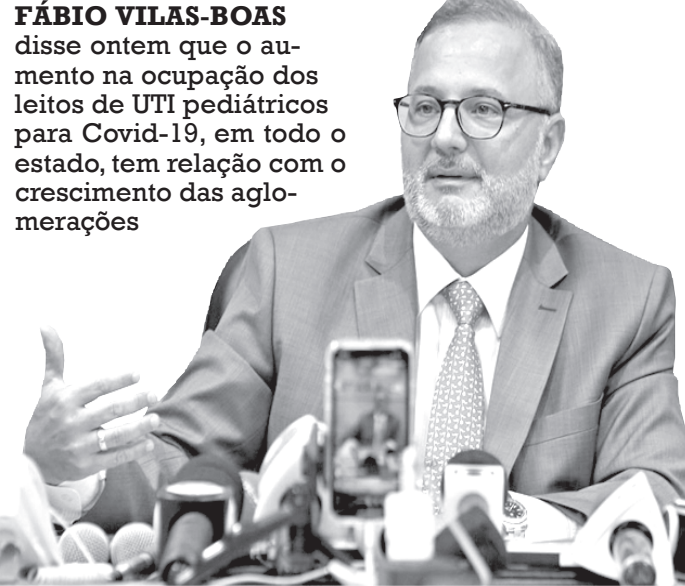 FÁBIO VILAS-BOAS
disse ontem que o au-
mento na ocupação dos
leitos de UTI pediátricos
para Covid-19, em todo o
estado, tem relação com o
crescimento das aglo-
merações